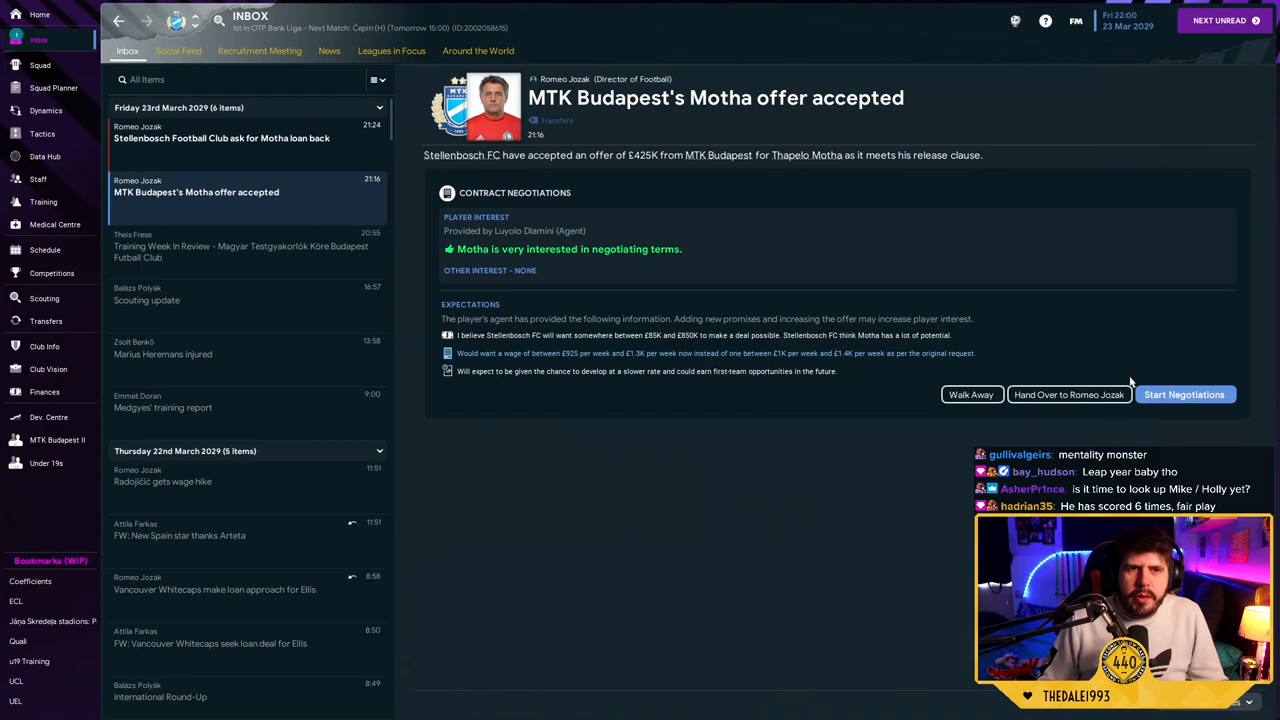 Home
INBOX
1st in OTP Bank Liga - Next Match: Čepin (H) (Tomorrow 15:00) (ID:2002058615)
FM
Fri 22:00
23 Mar 2029
NEXT UNREAD
1
Inbox
Inbox
Social Feed
Recruitment Meeting
News
Leagues in Focus
Around the World
Squad
Squad Planner
Dynamics
Tactics
Data Hub
Staff
Training
Medical Centre
Schedule
Competitions
Scouting
Transfers
Club Info
Club Vision
Finances
Dev. Centre
MTK Budapest II
Under 19s
Bookmarks (WiP)
Coefficients
ECL
Jāņa Skredeļa stadions: P
Quali
u19 Training
UCL
UEL
All Items
Friday 23rd March 2029 (6 items)
Romeo Jozak
21:24
Stellenbosch Football Club ask for Motha loan back
Romeo Jozak
21:16
MTK Budapest's Motha offer accepted
Theis Frese
20:55
Training Week In Review - Magyar Testgyakorlók Köre Budapest
Futball Club
Balázs Polyák
16:57
Scouting update
Zsolt Benkő
13:58
Marius Heremans injured
Emmet Doran
9:00
Medgyes' training report
Thursday 22nd March 2029 (5 items)
Romeo Jozak
11:51
Radojičić gets wage hike
Attila Farkas
11:51
FW: New Spain star thanks Arteta
Romeo Jozak
8:58
Vancouver Whitecaps make loan approach for Ellis
Attila Farkas
8:50
FW: Vancouver Whitecaps seek loan deal for Ellis
Balázs Polyák
8:49
International Round-Up
Romeo Jozak (Director of Football)
MTK Budapest's Motha offer accepted
Transfers
21:16
Stellenbosch FC have accepted an offer of £425K from MTK Budapest for Thapelo Motha as it meets his release clause.
CONTRACT NEGOTIATIONS
PLAYER INTEREST
Provided by Luyolo Dlamini (Agent)
Motha is very interested in negotiating terms.
OTHER INTEREST - NONE
EXPECTATIONS
The player's agent has provided the following information. Adding new promises and increasing the offer may increase player interest.
I believe Stellenbosch FC will want somewhere between £85K and £850K to make a deal possible. Stellenbosch FC think Motha has a lot of potential.
Would want a wage of between £925 per week and £1.3K per week now instead of one between £1K per week and £1.4K per week as per the original request.
Will expect to be given the chance to develop at a slower rate and could earn first-team opportunities in the future.
Walk Away
Hand Over to Romeo Jozak
Start Negotiations
gullivalgeirs: mentality monster
bay_hudson: Leap year baby tho
AsherPr1nce: is it time to look up Mike / Holly yet?
hadrian35: He has scored 6 times, fair play
440
THEDALE1993